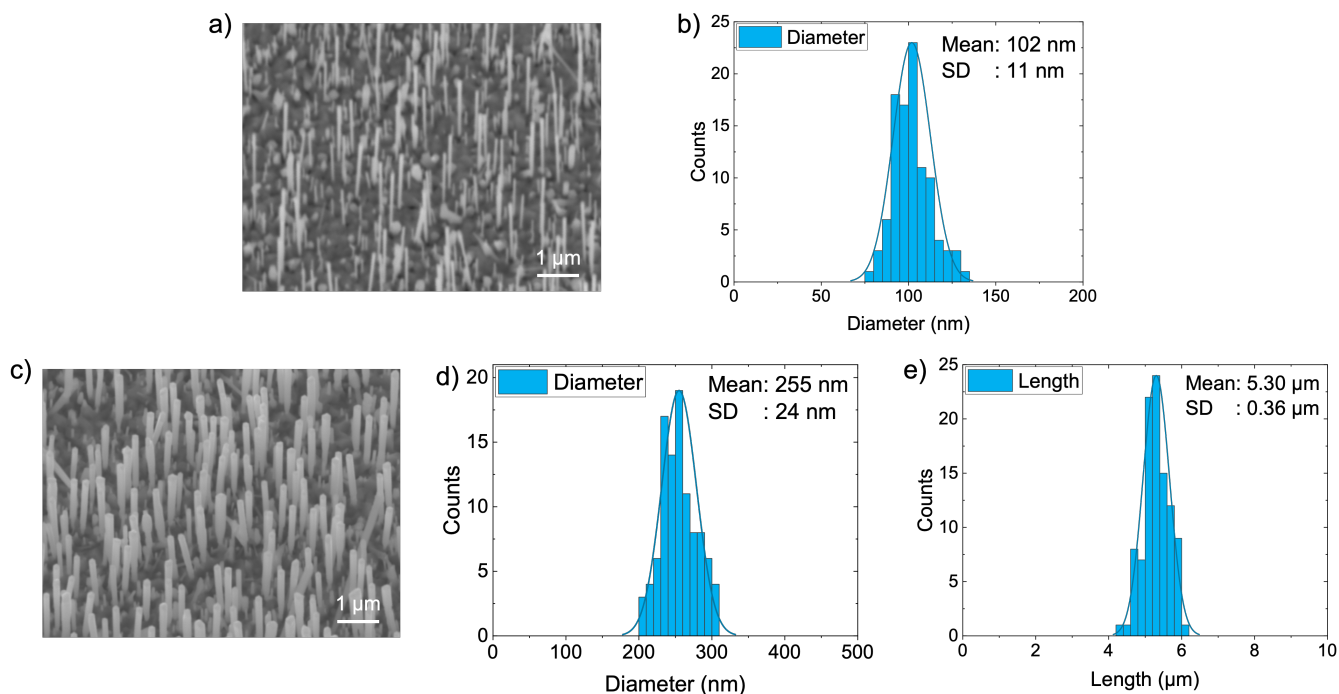 a)
1 µm
b)
Diameter
Mean: 102 nm
SD : 11 nm
25
20
15
10
5
0
Counts
0 50 100 150 200
Diameter (nm)
c)
1 µm
d)
Diameter
Mean: 255 nm
SD : 24 nm
20
15
10
5
0
Counts
0 100 200 300 400 500
Diameter (nm)
e)
Length
Mean: 5.30 µm
SD : 0.36 µm
25
20
15
10
5
0
Counts
0 2 4 6 8 10
Length (µm)